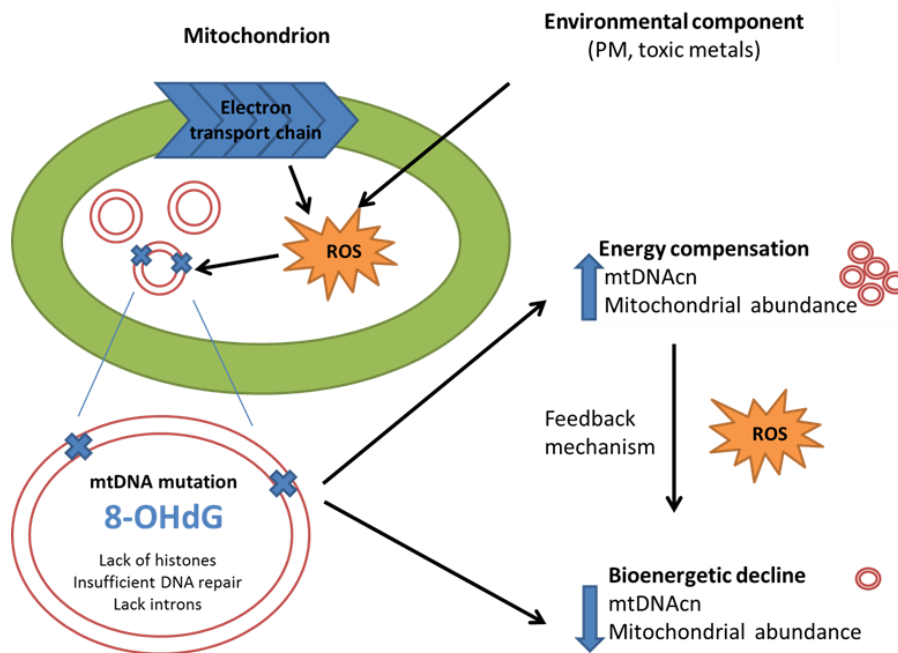 Mitochondrion
Environmental component
(PM, toxic metals)
Electron
transport chain
ROS
Energy compensation
mtDNAcn
Mitochondrial abundance
Feedback
mechanism
ROS
mtDNA mutation
8-OHdG
Lack of histones
Insufficient DNA repair
Lack introns
Bioenergetic decline
mtDNAcn
Mitochondrial abundance